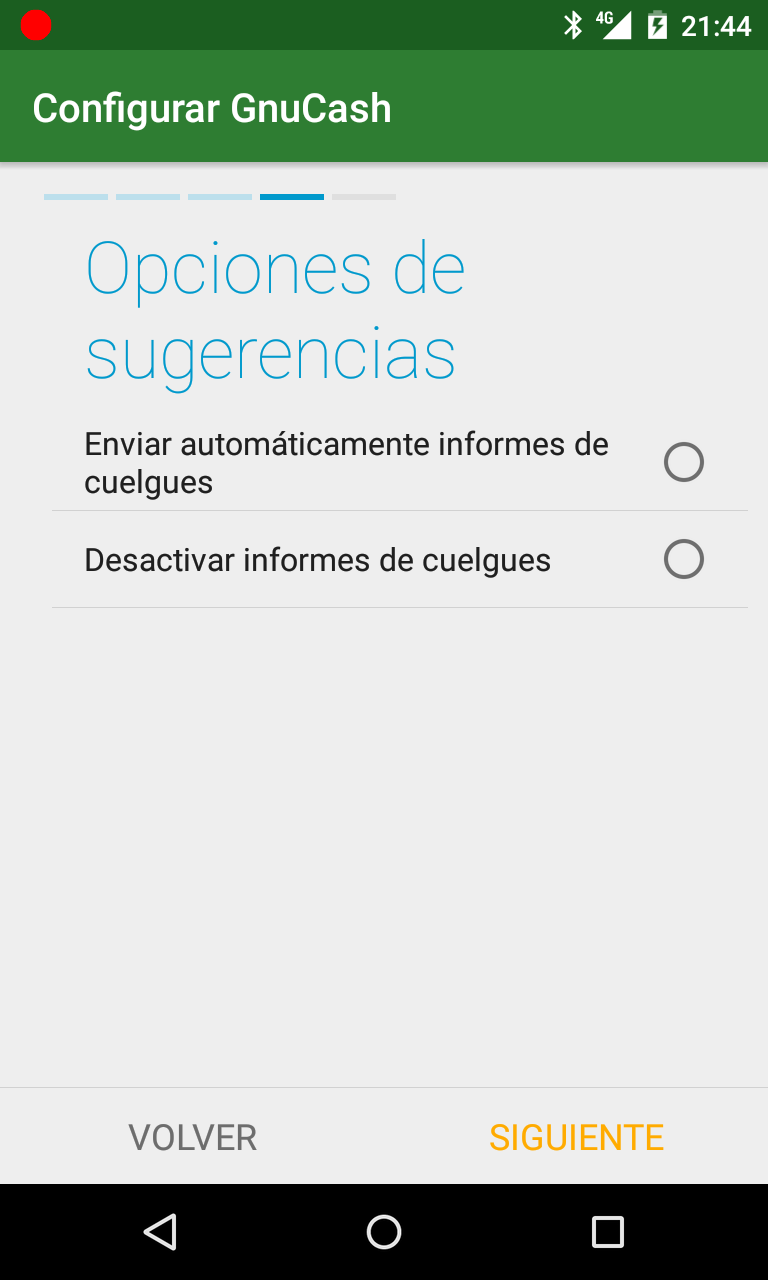 4G 21:44
Configurar GnuCash
Opciones de
sugerencias
Enviar automáticamente informes de
cuelgues
Desactivar informes de cuelgues
VOLVER SIGUIENTE